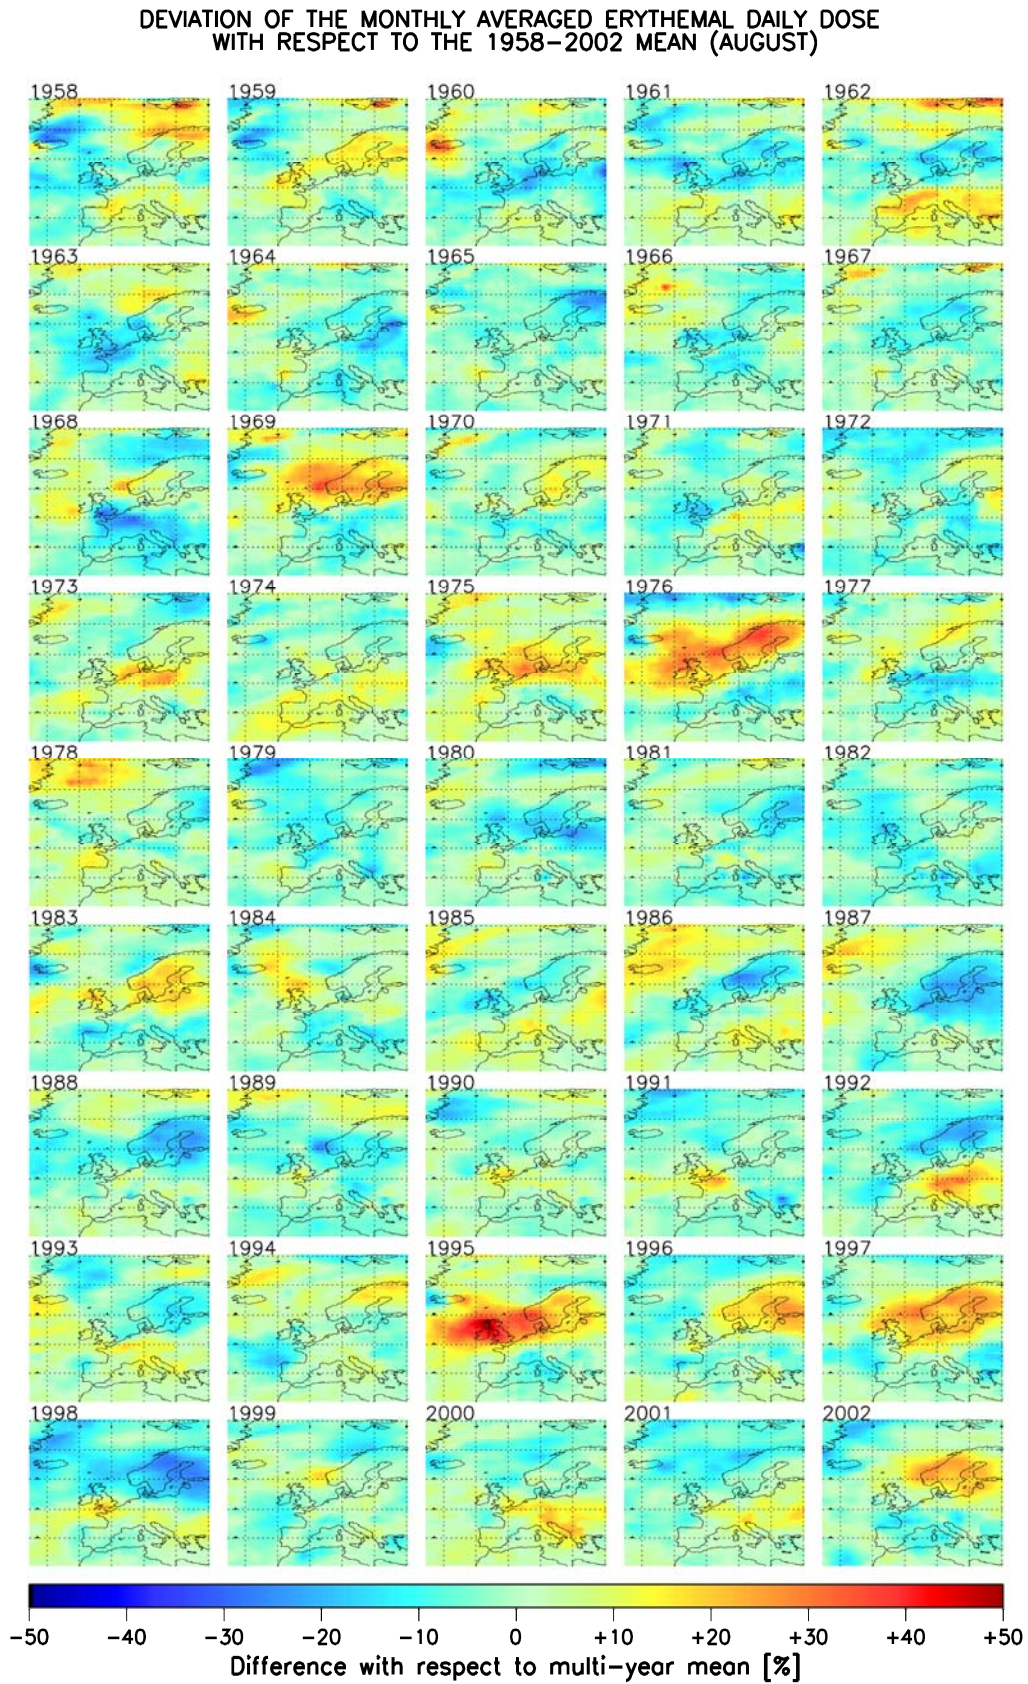 DEVIATION OF THE MONTHLY AVERAGED ERYTHEMAL DAILY DOSE
WITH RESPECT TO THE 1958-2002 MEAN (AUGUST)
1958 1959 1960 1961 1962
1963 1964 1965 1966 1967
1968 1969 1970 1971 1972
1973 1974 1975 1976 1977
1978 1979 1980 1981 1982
1983 1984 1985 1986 1987
1988 1989 1990 1991 1992
1993 1994 1995 1996 1997
1998 1999 2000 2001 2002
-50 -40 -30 -20 -10 0 +10 +20 +30 +40 +50
Difference with respect to multi-year mean [%]